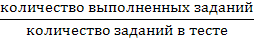 количество выполненных заданий
количество заданий в тесте